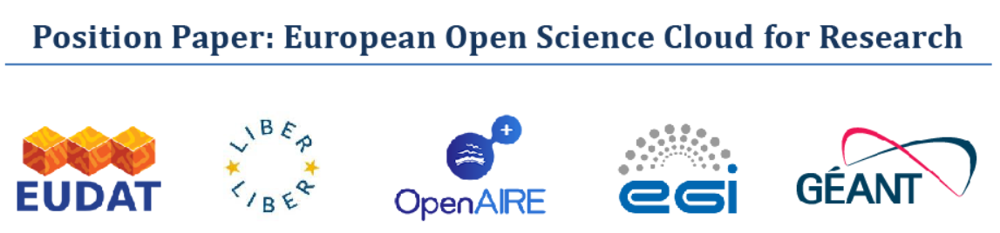 Position Paper: European Open Science Cloud for Research
EUDAT
LIBER
LIBER
OpenAIRE
egi
GÉANT